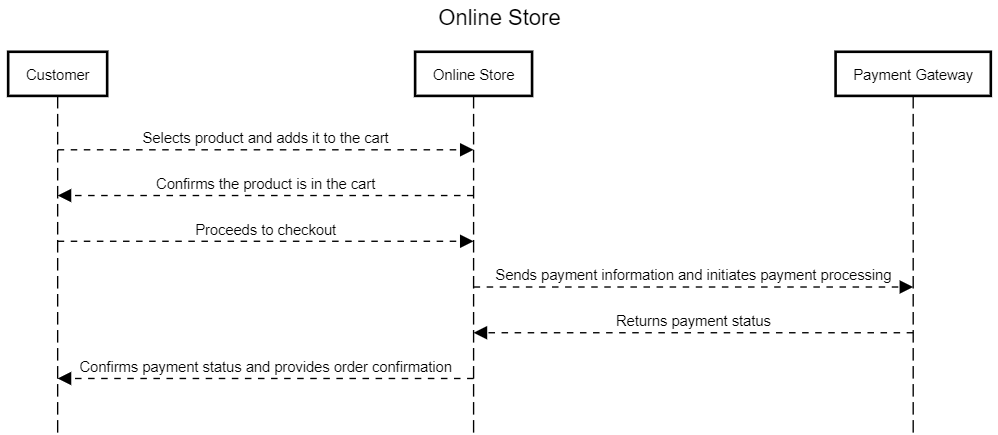 Online Store
Customer
Online Store
Payment Gateway
Selects product and adds it to the cart
Confirms the product is in the cart
Proceeds to checkout
Sends payment information and initiates payment processing
Returns payment status
Confirms payment status and provides order confirmation